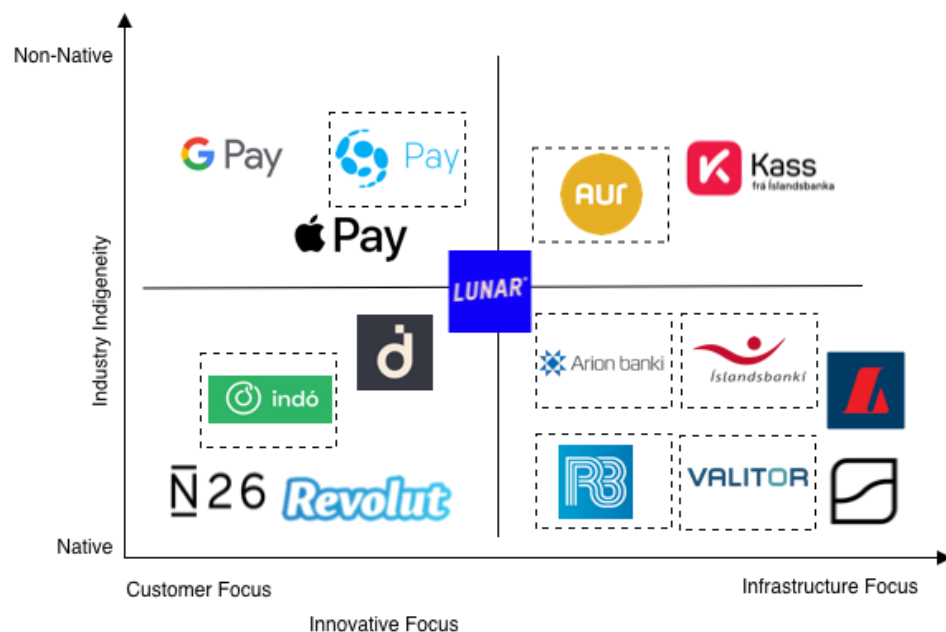 Non-Native
G Pay
Pay
Pay
AUr
Kass
frá Íslandsbanka
LUNAR
Industry Indigeneity
indó
d
Arion banki
Íslandsbanki
N26
Revolut
RB
VALITOR
Native
Customer Focus
Infrastructure Focus
Innovative Focus